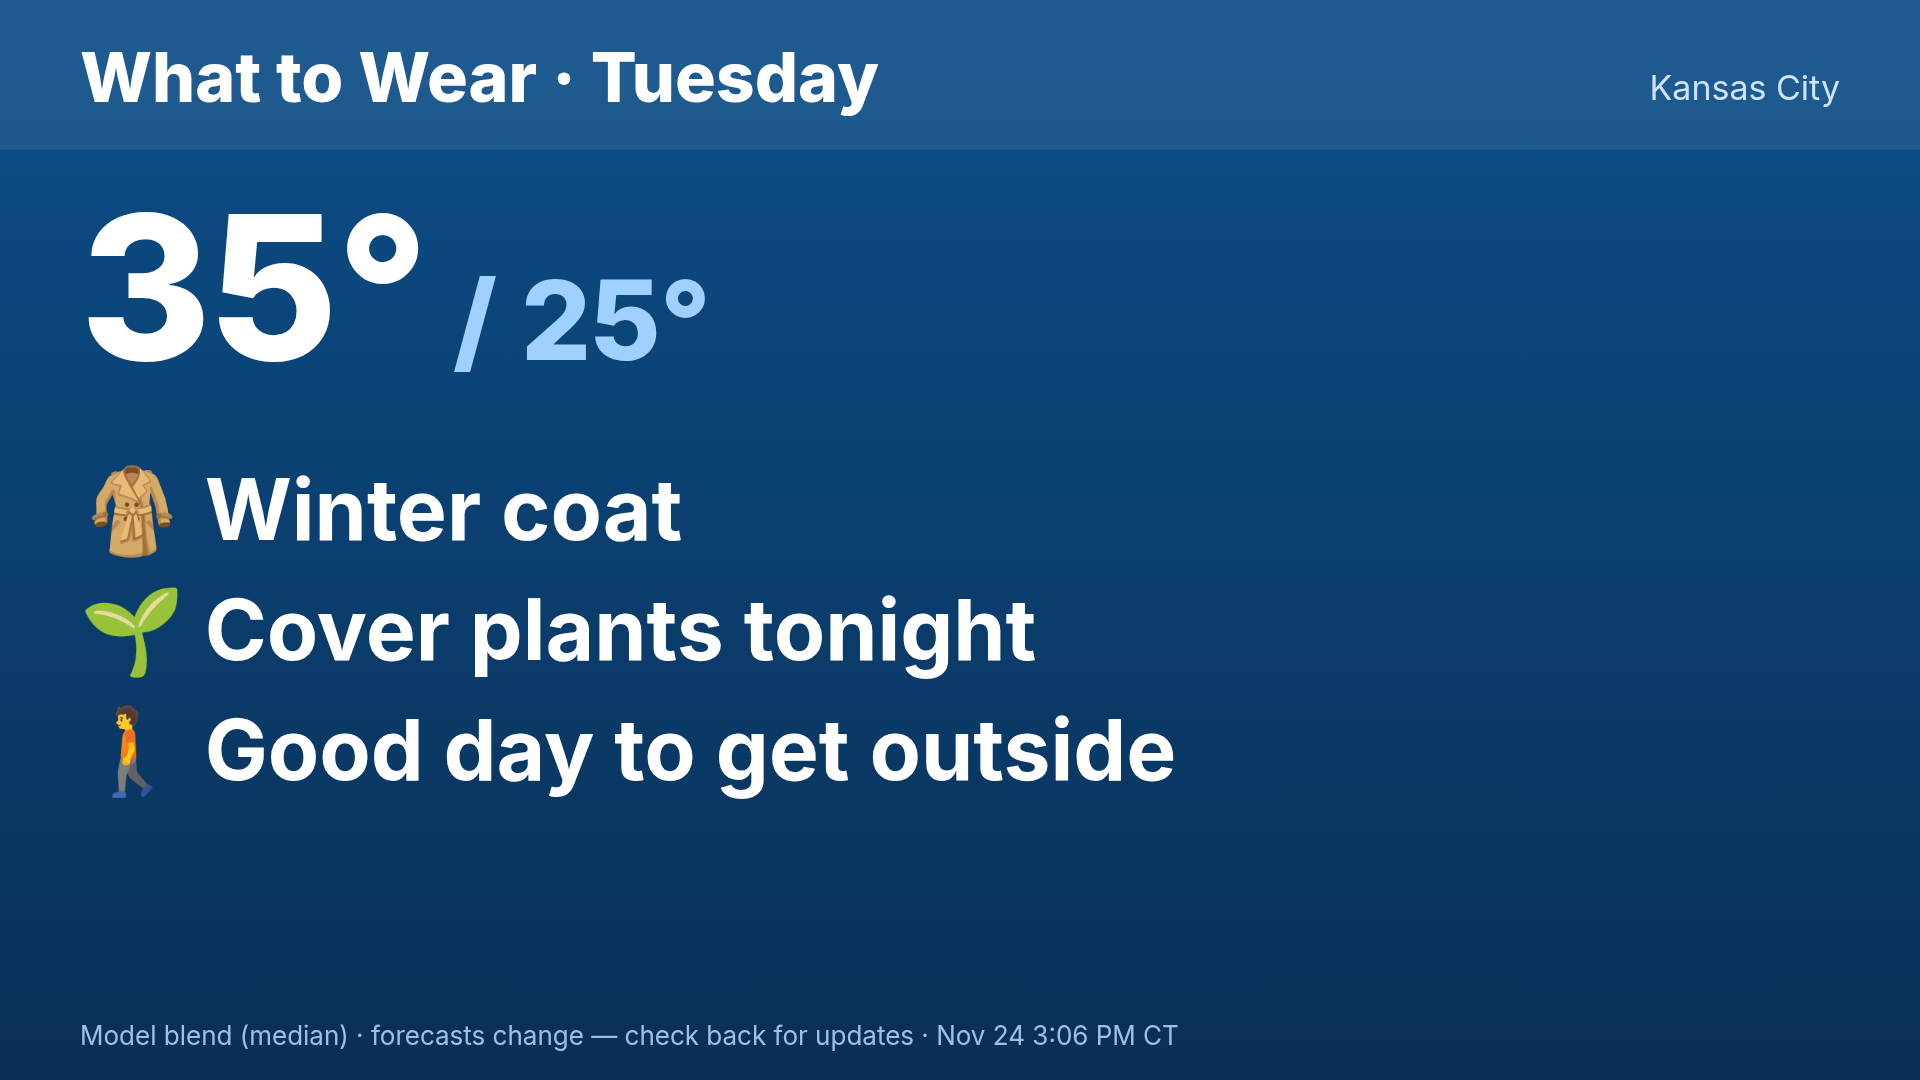 What to Wear · Tuesday
Kansas City
35° / 25°
Winter coat
Cover plants tonight
Good day to get outside
Model blend (median) · forecasts change — check back for updates · Nov 24 3:06 PM CT